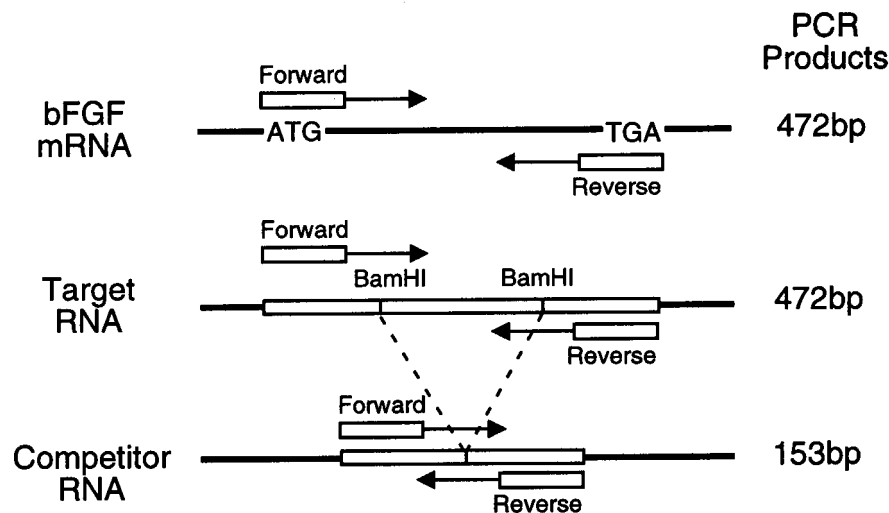 PCR
Products
Forward
bFGF
mRNA
ATG
TGA
472bp
Reverse
Forward
BamHI
BamHI
Target
RNA
472bp
Reverse
Forward
Competitor
RNA
153bp
Reverse